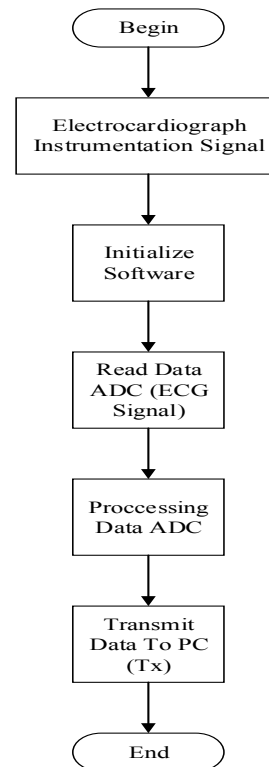 Begin
Electrocardiograph
Instrumentation Signal
Initialize
Software
Read Data
ADC (ECG
Signal)
Proccessing
Data ADC
Transmit
Data To PC
(Tx)
End